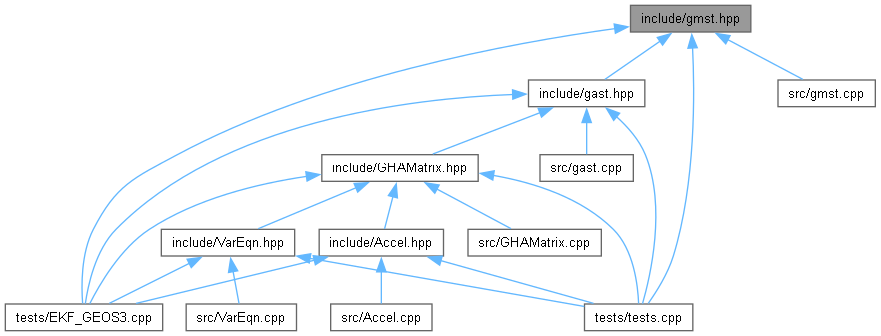 include/gmst.hpp
include/gast.hpp
src/gmst.cpp
include/GHAMatrix.hpp
src/gast.cpp
include/VarEqn.hpp
include/Accel.hpp
src/GHAMatrix.cpp
tests/EKF_GEOS3.cpp
src/VarEqn.cpp
src/Accel.cpp
tests/tests.cpp